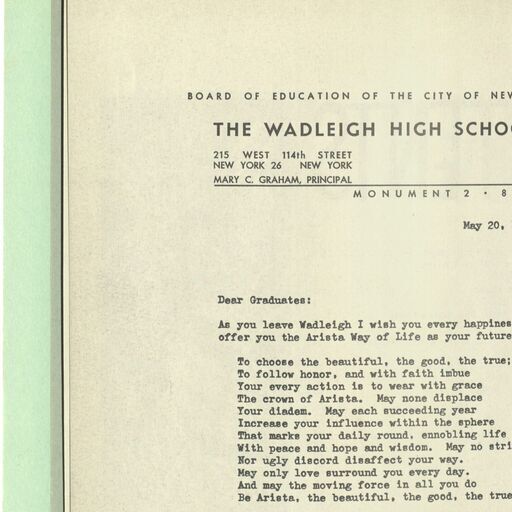 BOARD OF EDUCATION OF THE CITY OF NEW
THE WADLEIGH HIGH SCHOO
215 WEST 114th STREET
NEW YORK 26 NEW YORK
MARY C. GRAHAM, PRINCIPAL
MONUMENT 2 · 8
May 20,
Dear Graduates:
As you leave Wadleigh I wish you every happines
offer you the Arista Way of Life as your future
To choose the beautiful, the good, the true;
To follow honor, and with faith imbue
Your every action is to wear with grace
The crown of Arista. May none displace
Your diadem. May each succeeding year
Increase your influence within the sphere
That marks your daily round, ennobling life
With peace and hope and wisdom. May no stri
Nor ugly discord disaffect your way.
May only love surround you every day.
And may the moving force in all you do
Be Arista, the beautiful, the good, the true